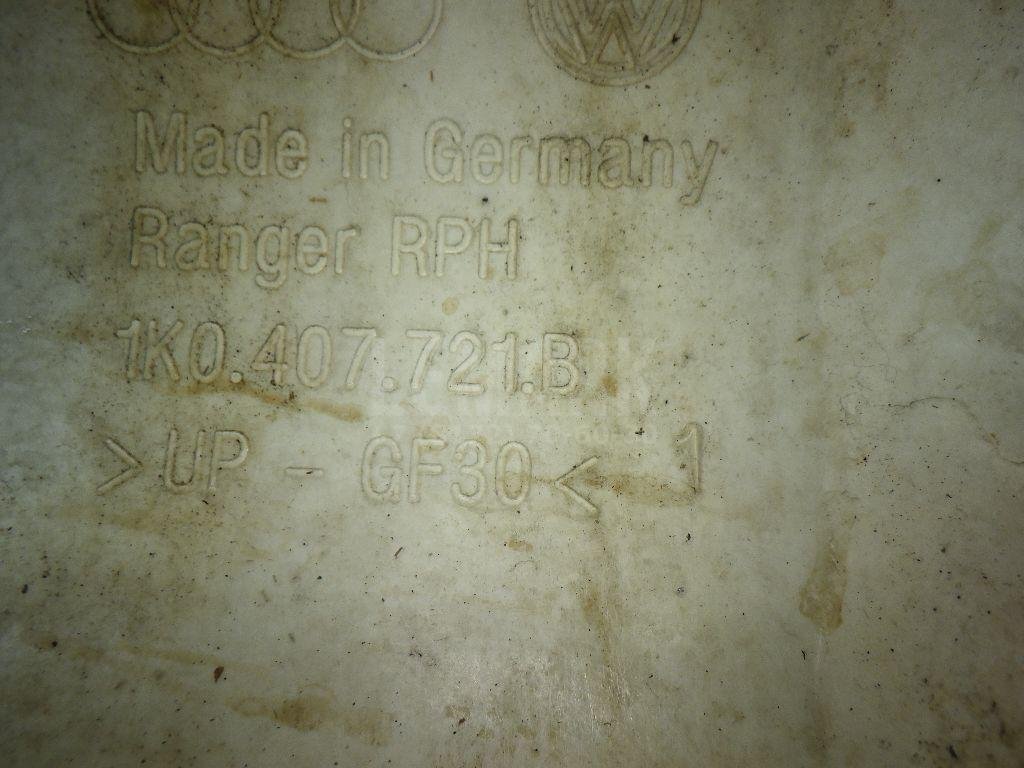 Made in Germany
Ranger RPH
1K0.407.721.B
>UP - GF30< 1